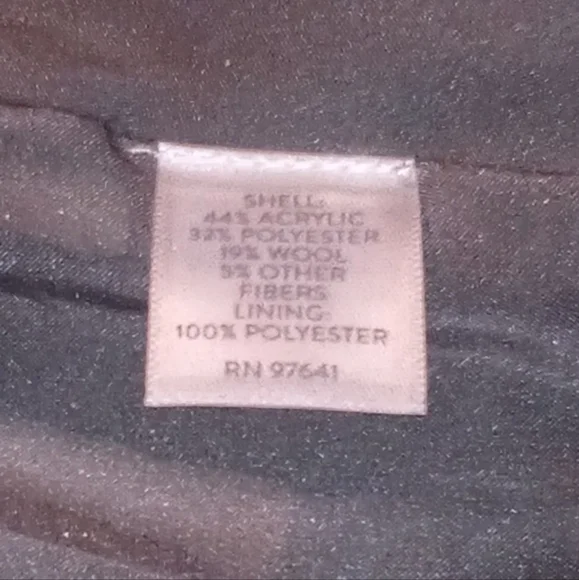 SHELL:
44% ACRYLIC
32% POLYESTER
19% WOOL
5% OTHER
FIBERS
LINING:
100% POLYESTER
RN 97641